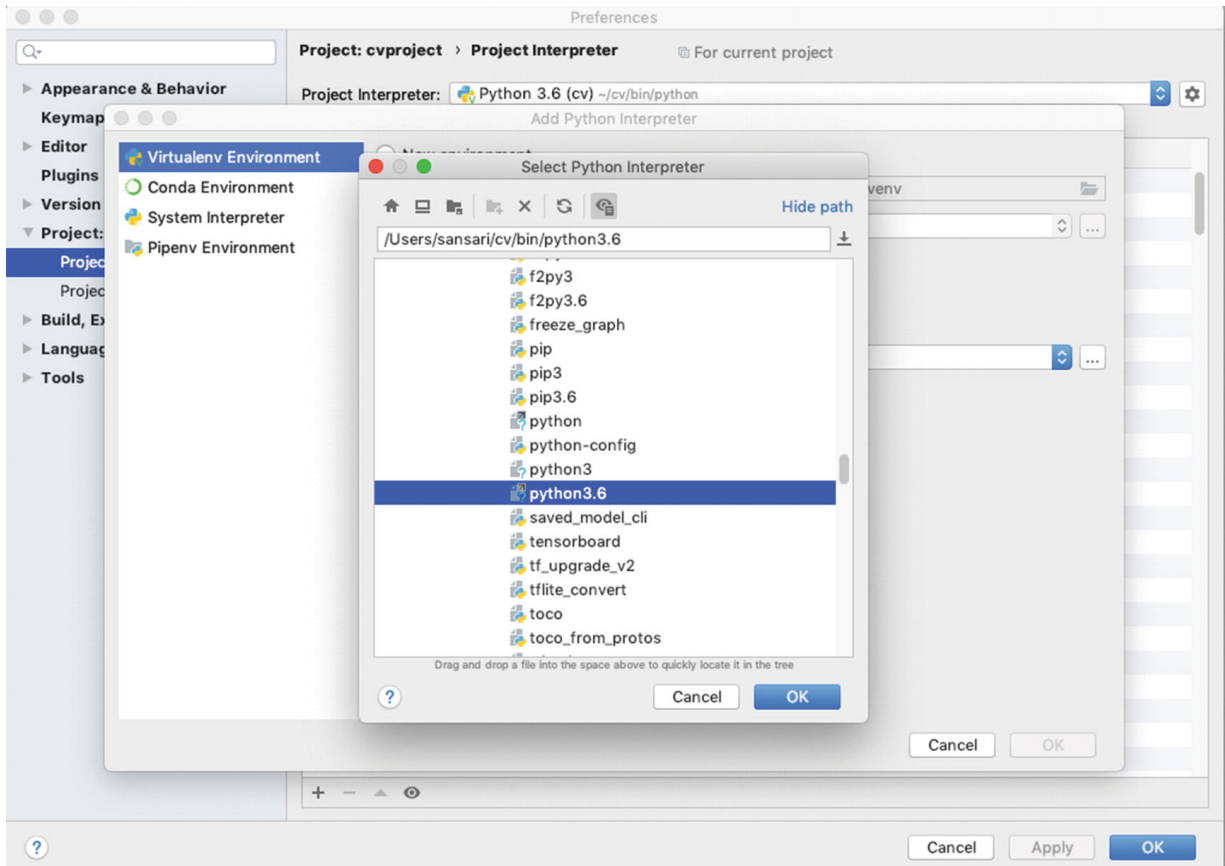 Preferences
Project: cvproject › Project Interpreter
For current project
Appearance & Behavior
Project Interpreter:
Python 3.6 (cv) ~/cv/bin/python
Keymap
Add Python Interpreter
Editor
Plugins
Version
Project:
Projec
Projec
Build, Ex
Languag
Tools
Virtualenv Environment
Conda Environment
System Interpreter
Pipenv Environment
venv
Select Python Interpreter
Hide path
/Users/sansari/cv/bin/python3.6
f2py3
f2py3.6
freeze_graph
pip
pip3
pip3.6
python
python-config
python3
python3.6
saved_model_cli
tensorboard
tf_upgrade_v2
tflite_convert
toco
toco_from_protos
Drag and drop a file into the space above to quickly locate it in the tree
?
Cancel
OK
Cancel
OK
?
Cancel
Apply
OK